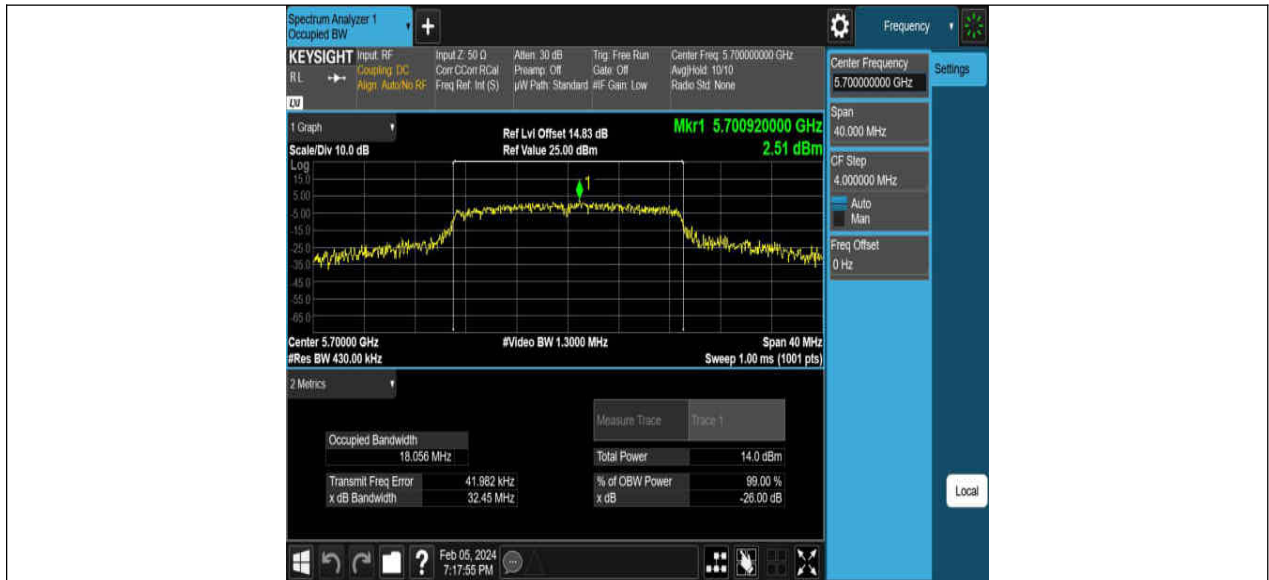 Spectrum Analyzer 1
Occupied BW
+
Frequency
KEYSIGHT
RL
LXI
Input: RF
Coupling: DC
Align: Auto/No RF
Input Z: 50 Ω
Corr CCorr RCal
Freq Ref: Int (S)
Atten: 30 dB
Preamp: Off
µW Path: Standard
Trig: Free Run
Gate: Off
#IF Gain: Low
Center Freq: 5.700000000 GHz
Avg|Hold: 10/10
Radio Std: None
Center Frequency
5.700000000 GHz
Settings
Span
40.000 MHz
CF Step
4.000000 MHz
Auto
Man
Freq Offset
0 Hz
Local
1 Graph
Scale/Div 10.0 dB
Ref Lvl Offset 14.83 dB
Ref Value 25.00 dBm
Mkr1 5.700920000 GHz
2.51 dBm
Log
15.0
5.00
-5.00
-15.0
-25.0
-35.0
-45.0
-55.0
-65.0
1
Center 5.70000 GHz
#Res BW 430.00 kHz
#Video BW 1.3000 MHz
Span 40 MHz
Sweep 1.00 ms (1001 pts)
2 Metrics
Measure Trace Trace 1
Occupied Bandwidth
18.056 MHz
Total Power 14.0 dBm
Transmit Freq Error 41.982 kHz
% of OBW Power 99.00 %
x dB Bandwidth 32.45 MHz
x dB -26.00 dB
?
Feb 05, 2024
7:17:55 PM